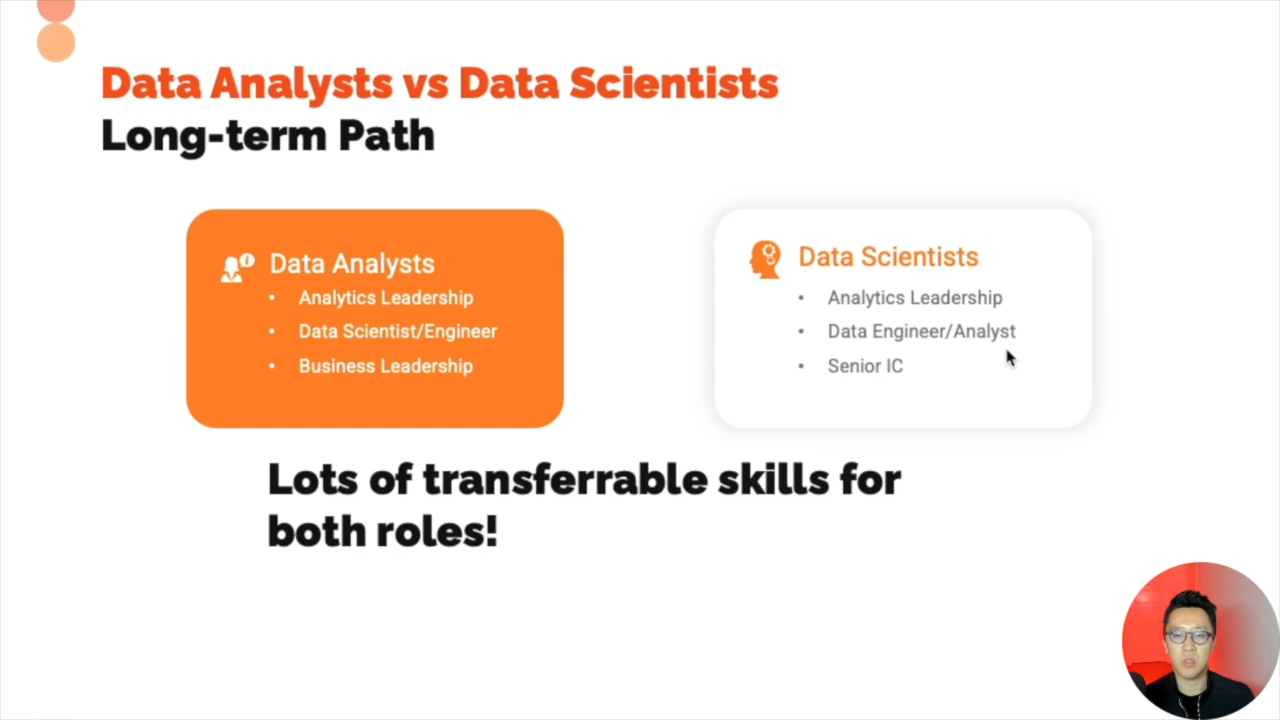 Data Analysts vs Data Scientists
Long-term Path
Data Analysts
• Analytics Leadership
• Data Scientist/Engineer
• Business Leadership
Data Scientists
• Analytics Leadership
• Data Engineer/Analyst
• Senior IC
Lots of transferrable skills for
both roles!